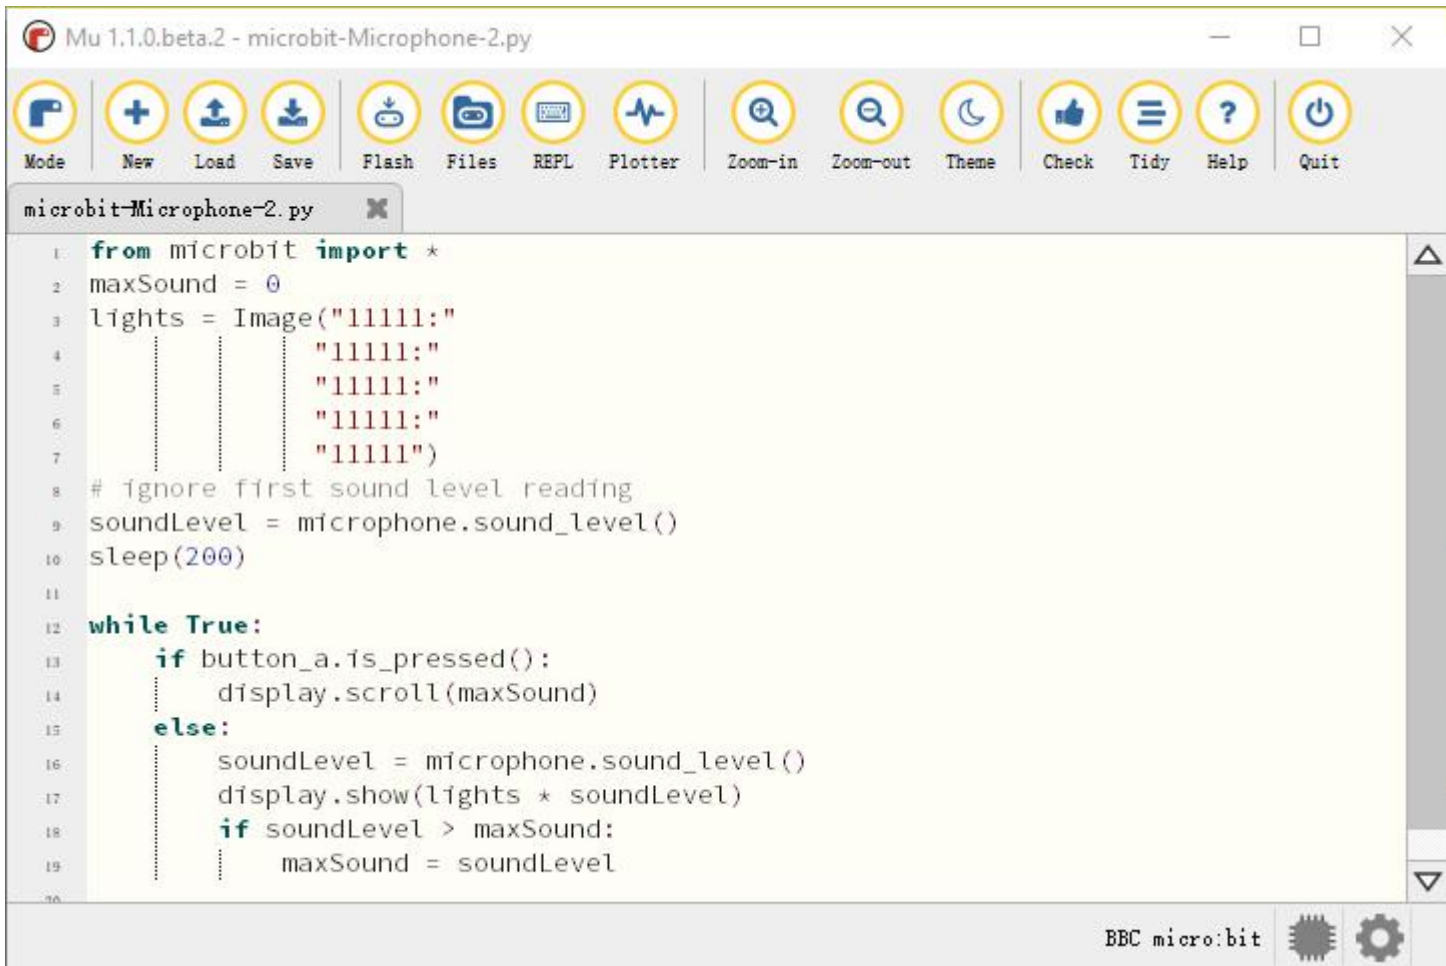 Mu 1.1.0.beta.2 - microbit-Microphone-2.py
Mode New Load Save Flash Files REPL Plotter Zoom-in Zoom-out Theme Check Tidy Help Quit
microbit-Microphone-2.py
1 from microbit import *
2 maxSound = 0
3 lights = Image("11111:"
4 "11111:"
5 "11111:"
6 "11111:"
7 "11111")
8 # ignore first sound level reading
9 soundLevel = microphone.sound_level()
10 sleep(200)
11
12 while True:
13 if button_a.is_pressed():
14 display.scroll(maxSound)
15 else:
16 soundLevel = microphone.sound_level()
17 display.show(lights * soundLevel)
18 if soundLevel > maxSound:
19 maxSound = soundLevel
20
BBC micro:bit